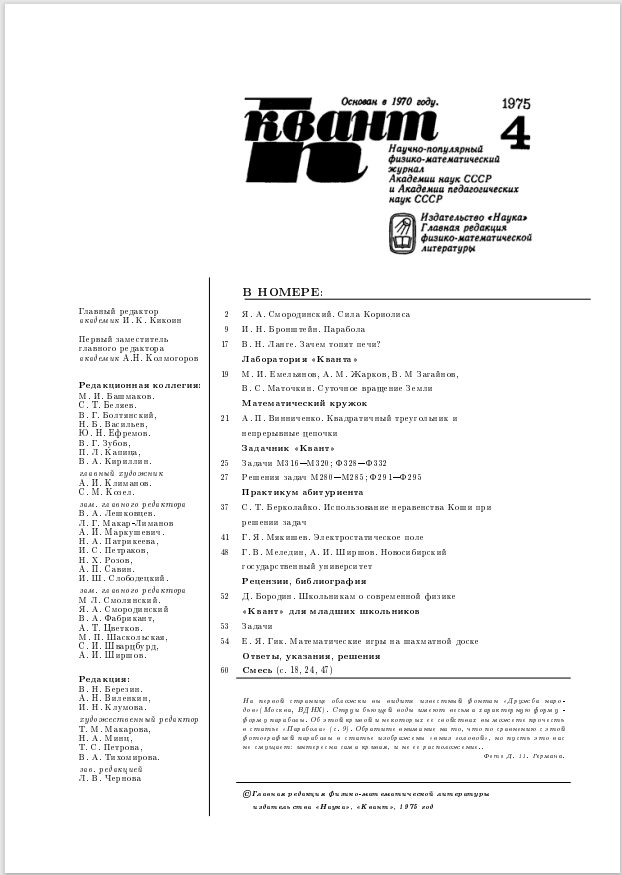 Основан в 1970 году.
квант
1975
4
Научно-популярный
физико-математический
журнал
Академии наук СССР
и Академии педагогических
наук СССР
Издательство «Наука»
Главная редакция
физико-математической
литературы
Главный редактор
академик И. К. Кикоин
Первый заместитель
главного редактора
академик А.Н. Колмогоров
Редакционная коллегия:
М. И. Башмаков.
С. Т. Беляев.
В. Г. Болтянский,
Н. Б. Васильев,
Ю. Н. Ефремов.
В. Г. Зубов,
П. Л. Капица,
В. А. Кириллин.
главный художник
А. И. Климанов.
С. М. Козел.
зам. главного редактора
В. А. Лешковцев.
Л. Г. Макар-Лиманов
А. И. Маркушевич.
Н. А. Патрикеева,
И. С. Петраков,
Н. Х. Розов,
А. П. Савин.
И. Ш. Слободецкий.
зам. главного редактора
М. Л. Смолянский.
Я. А. Смородинский
В. А. Фабрикант,
А. Т. Цветков.
М. П. Шаскольская,
С. И. Шварцбурд,
А. И. Ширшов.
Редакция:
В. Н. Березин.
А. Н. Виленкин,
И. Н. Клумова.
художественный редактор
Т. М. Макарова,
Н. А. Минц,
Т. С. Петрова,
В. А. Тихомирова.
зав. редакцией
Л. В. Чернова
В НОМЕРЕ:
2 Я. А. Смородинский. Сила Кориолиса
9 И. Н. Бронштейн. Парабола
17 В. Н. Ланге. Зачем топят печи?
Лаборатория «Кванта»
19 М. И. Емельянов, А. М. Жарков, В. М Загайнов,
В. С. Маточкин. Суточное вращение Земли
Математический кружок
21 А. П. Винниченко. Квадратичный треугольник и
непрерывные цепочки
Задачник «Квант»
25 Задачи М316—М320; Ф328—Ф332
27 Решения задач М280—М285; Ф291—Ф295
Практикум абитуриента
37 С. Т. Берколайко. Использование неравенства Коши при
решении задач
41 Г. Я. Мякишев. Электростатическое поле
48 Г. В. Меледин, А. И. Ширшов. Новосибирский
государственный университет
Рецензии, библиография
52 Д. Бородин. Школьникам о современной физике
«Квант» для младших школьников
53 Задачи
54 Е. Я. Гик. Математические игры на шахматной доске
Ответы, указания, решения
60 Смесь (с. 18, 24, 47)
На первой странице обложки вы видите известный фонтан «Дружба наро-
дов» (Москва, ВДНХ). Струи бьющей воды имеют весьма характерную форму -
форму параболы. Об этой кривой и некоторых ее свойствах вы можете прочесть
в статье «Парабола» (с. 9). Обратите внимание на то, что по сравнению с этой
фотографией парабола в статье изображены «вниз головой», но пусть это вас
не смущает: интересна сама кривая, и не ее расположение..
Фото Д. 11. Германа.
©Главная редакция физико-математической литературы
издательства «Наука», «Квант», 1975 год